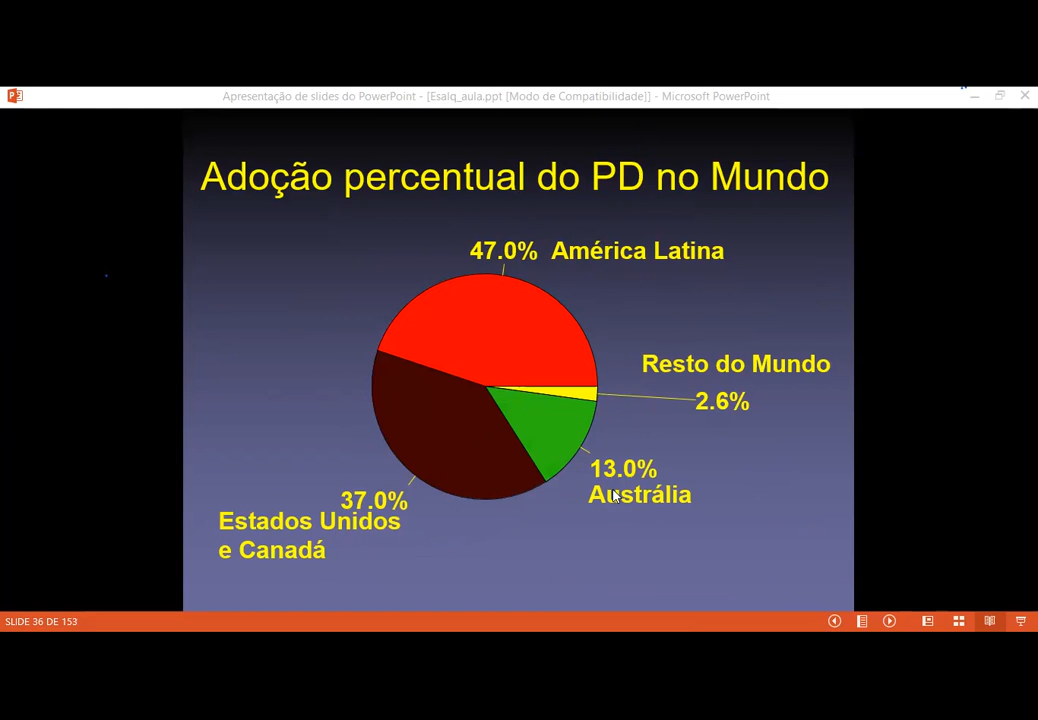 Apresentação de slides do PowerPoint - [Esalq_aula.ppt [Modo de Compatibilidade]] - Microsoft PowerPoint
Adoção percentual do PD no Mundo
47.0% América Latina
Resto do Mundo
2.6%
13.0%
Austrália
37.0%
Estados Unidos
e Canadá
SLIDE 36 DE 153